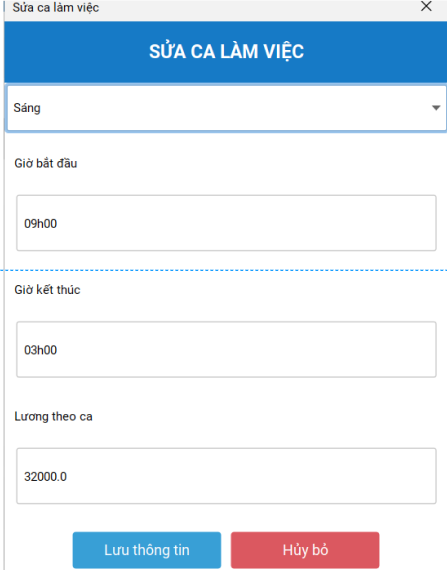 Sửa ca làm việc
SỬA CA LÀM VIỆC
Sáng
Giờ bắt đầu
09h00
Giờ kết thúc
03h00
Lương theo ca
32000.0
Lưu thông tin
Hủy bỏ